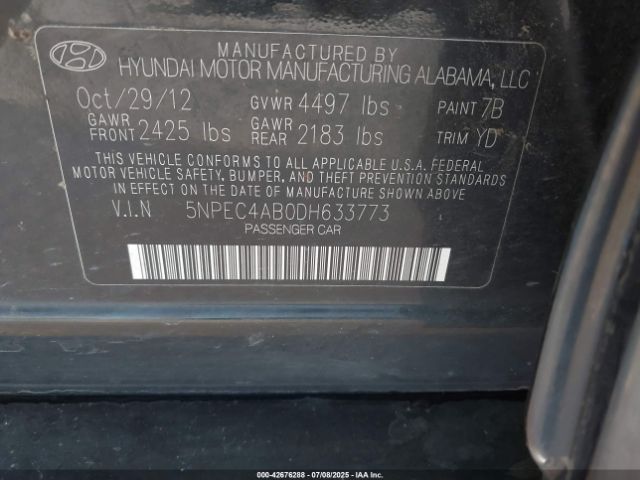 MANUFACTURED BY
HYUNDAI MOTOR MANUFACTURING ALABAMA, LLC
Oct/29/12 GVWR 4497 lbs PAINT 7B
GAWR FRONT 2425 lbs GAWR REAR 2183 lbs TRIM YD
THIS VEHICLE CONFORMS TO ALL APPLICABLE U.S.A. FEDERAL
MOTOR VEHICLE SAFETY, BUMPER, AND THEFT PREVENTION STANDARDS
IN EFFECT ON THE DATE OF MANUFACTURE SHOWN ABOVE
V.I.N 5NPEC4AB0DH633773
PASSENGER CAR
000-42676288 - 07/08/2025 - IAA Inc.